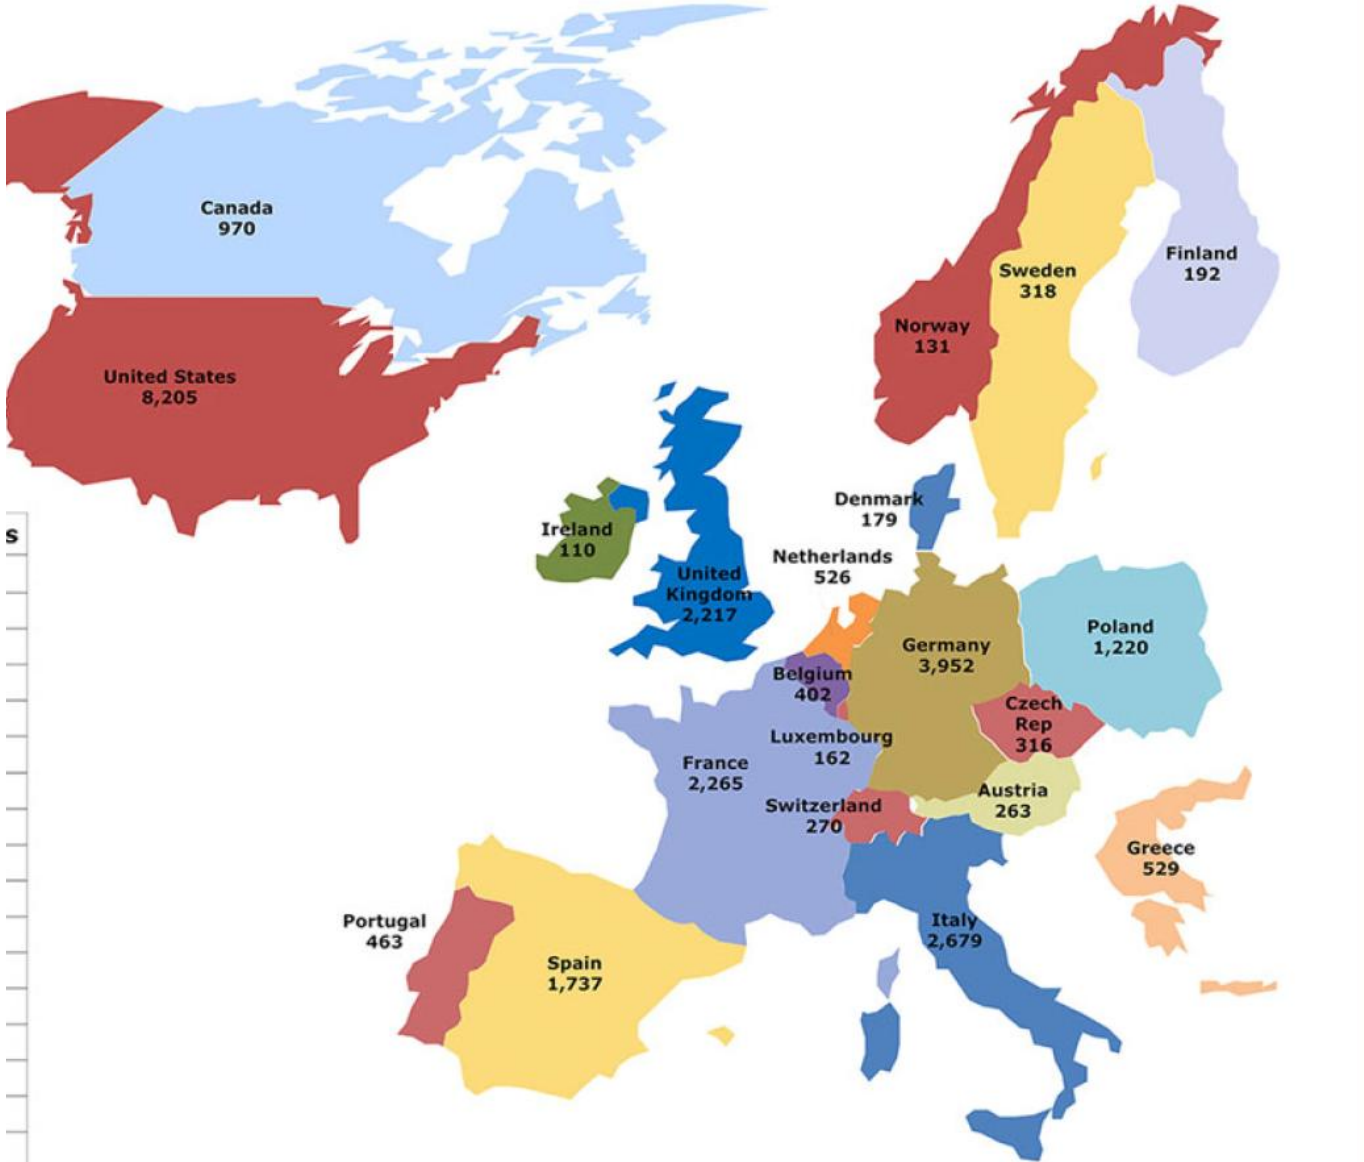 Canada
970
United States
8,205
Finland
192
Sweden
318
Norway
131
Denmark
179
s
Ireland
110
Netherlands
526
United
Kingdom
2,217
Poland
1,220
Germany
3,952
Belgium
402
Czech
Rep
316
Luxembourg
162
France
2,265
Austria
263
Switzerland
270
Greece
529
Portugal
463
Italy
2,679
Spain
1,737